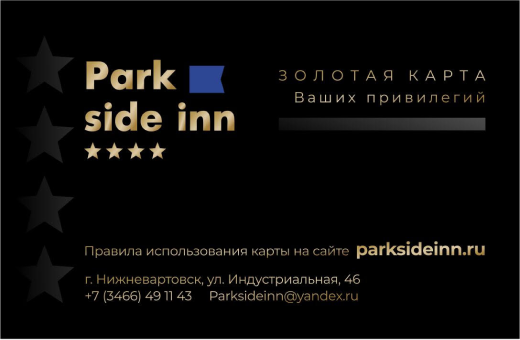 Park
side inn
ЗОЛОТАЯ КАРТА
Ваших привилегий
Правила использования карты на сайте parksideinn.ru
г. Нижневартовск, ул. Индустриальная, 46
+7 (3466) 49 11 43 Parksideinn@yandex.ru